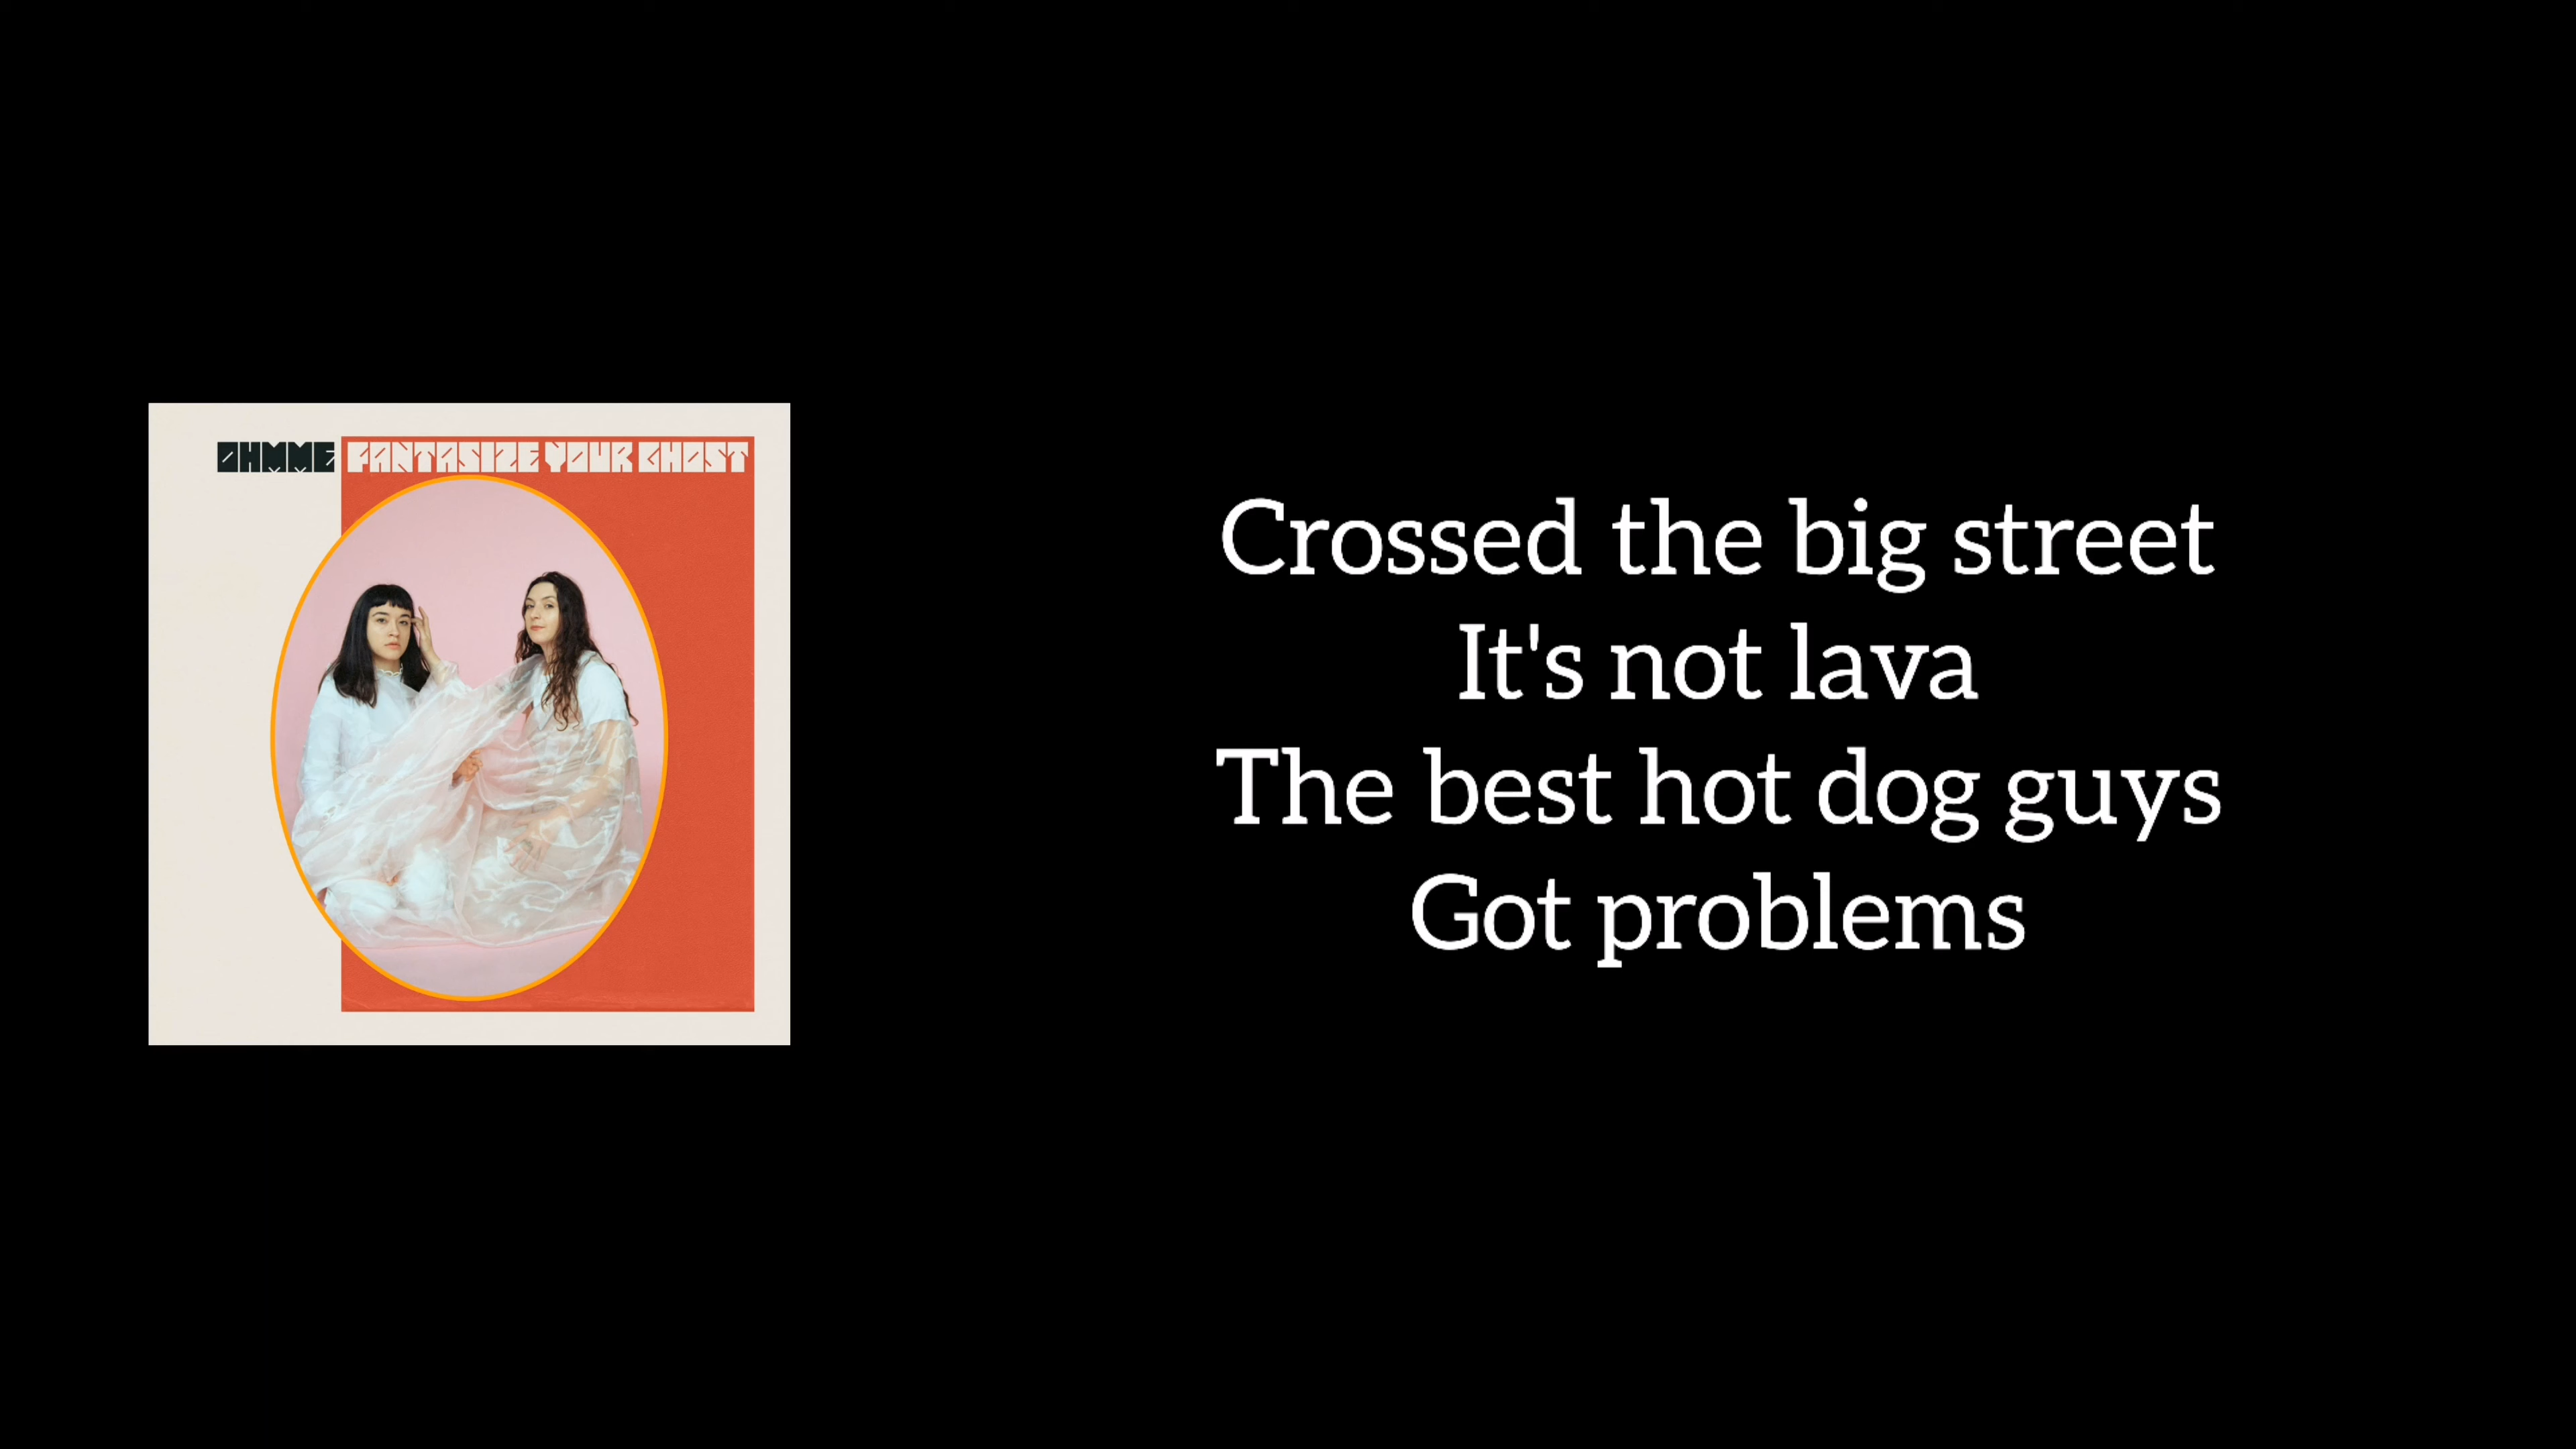 OHMME FANTASIZE YOUR GHOST
Crossed the big street
It's not lava
The best hot dog guys
Got problems